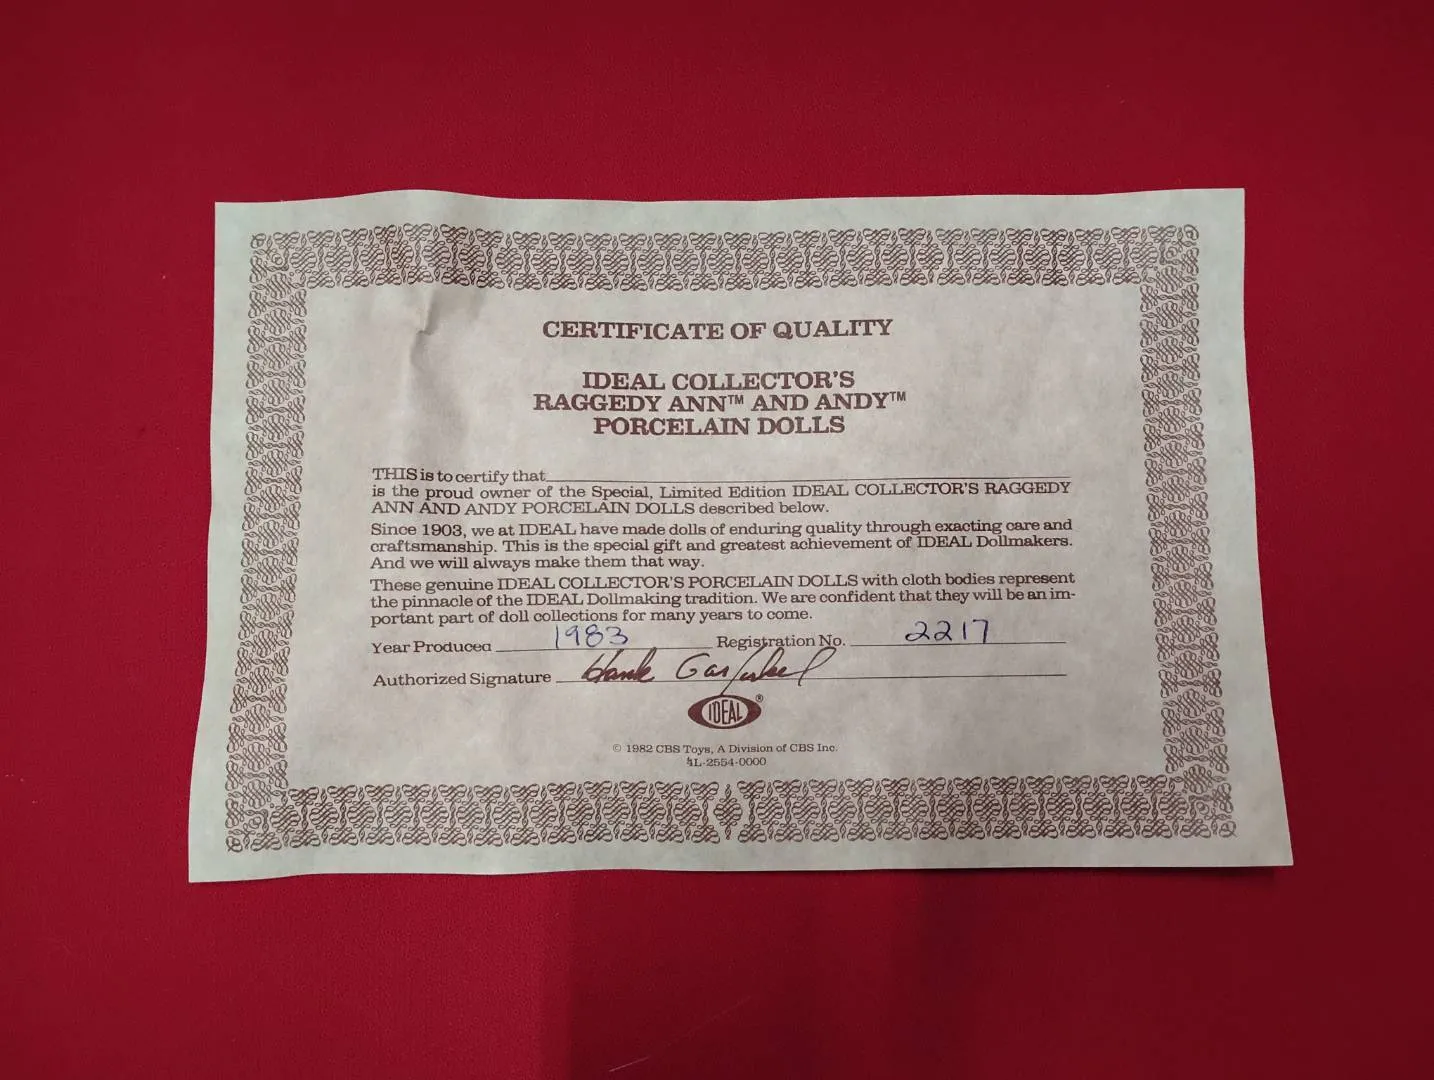 CERTIFICATE OF QUALITY
IDEAL COLLECTOR'S
RAGGEDY ANN™ AND ANDY™
PORCELAIN DOLLS
THIS is to certify that
is the proud owner of the Special, Limited Edition IDEAL COLLECTOR'S RAGGEDY
ANN AND ANDY PORCELAIN DOLLS described below.
Since 1903, we at IDEAL have made dolls of enduring quality through exacting care and
craftsmanship. This is the special gift and greatest achievement of IDEAL Dollmakers.
And we will always make them that way.
These genuine IDEAL COLLECTOR'S PORCELAIN DOLLS with cloth bodies represent
the pinnacle of the IDEAL Dollmaking tradition. We are confident that they will be an im-
portant part of doll collections for many years to come.
Year Produced 1983 Registration No. 2217
Authorized Signature Hank Garfinkel
IDEAL®
© 1982 CBS Toys, A Division of CBS Inc.
4L-2554-0000